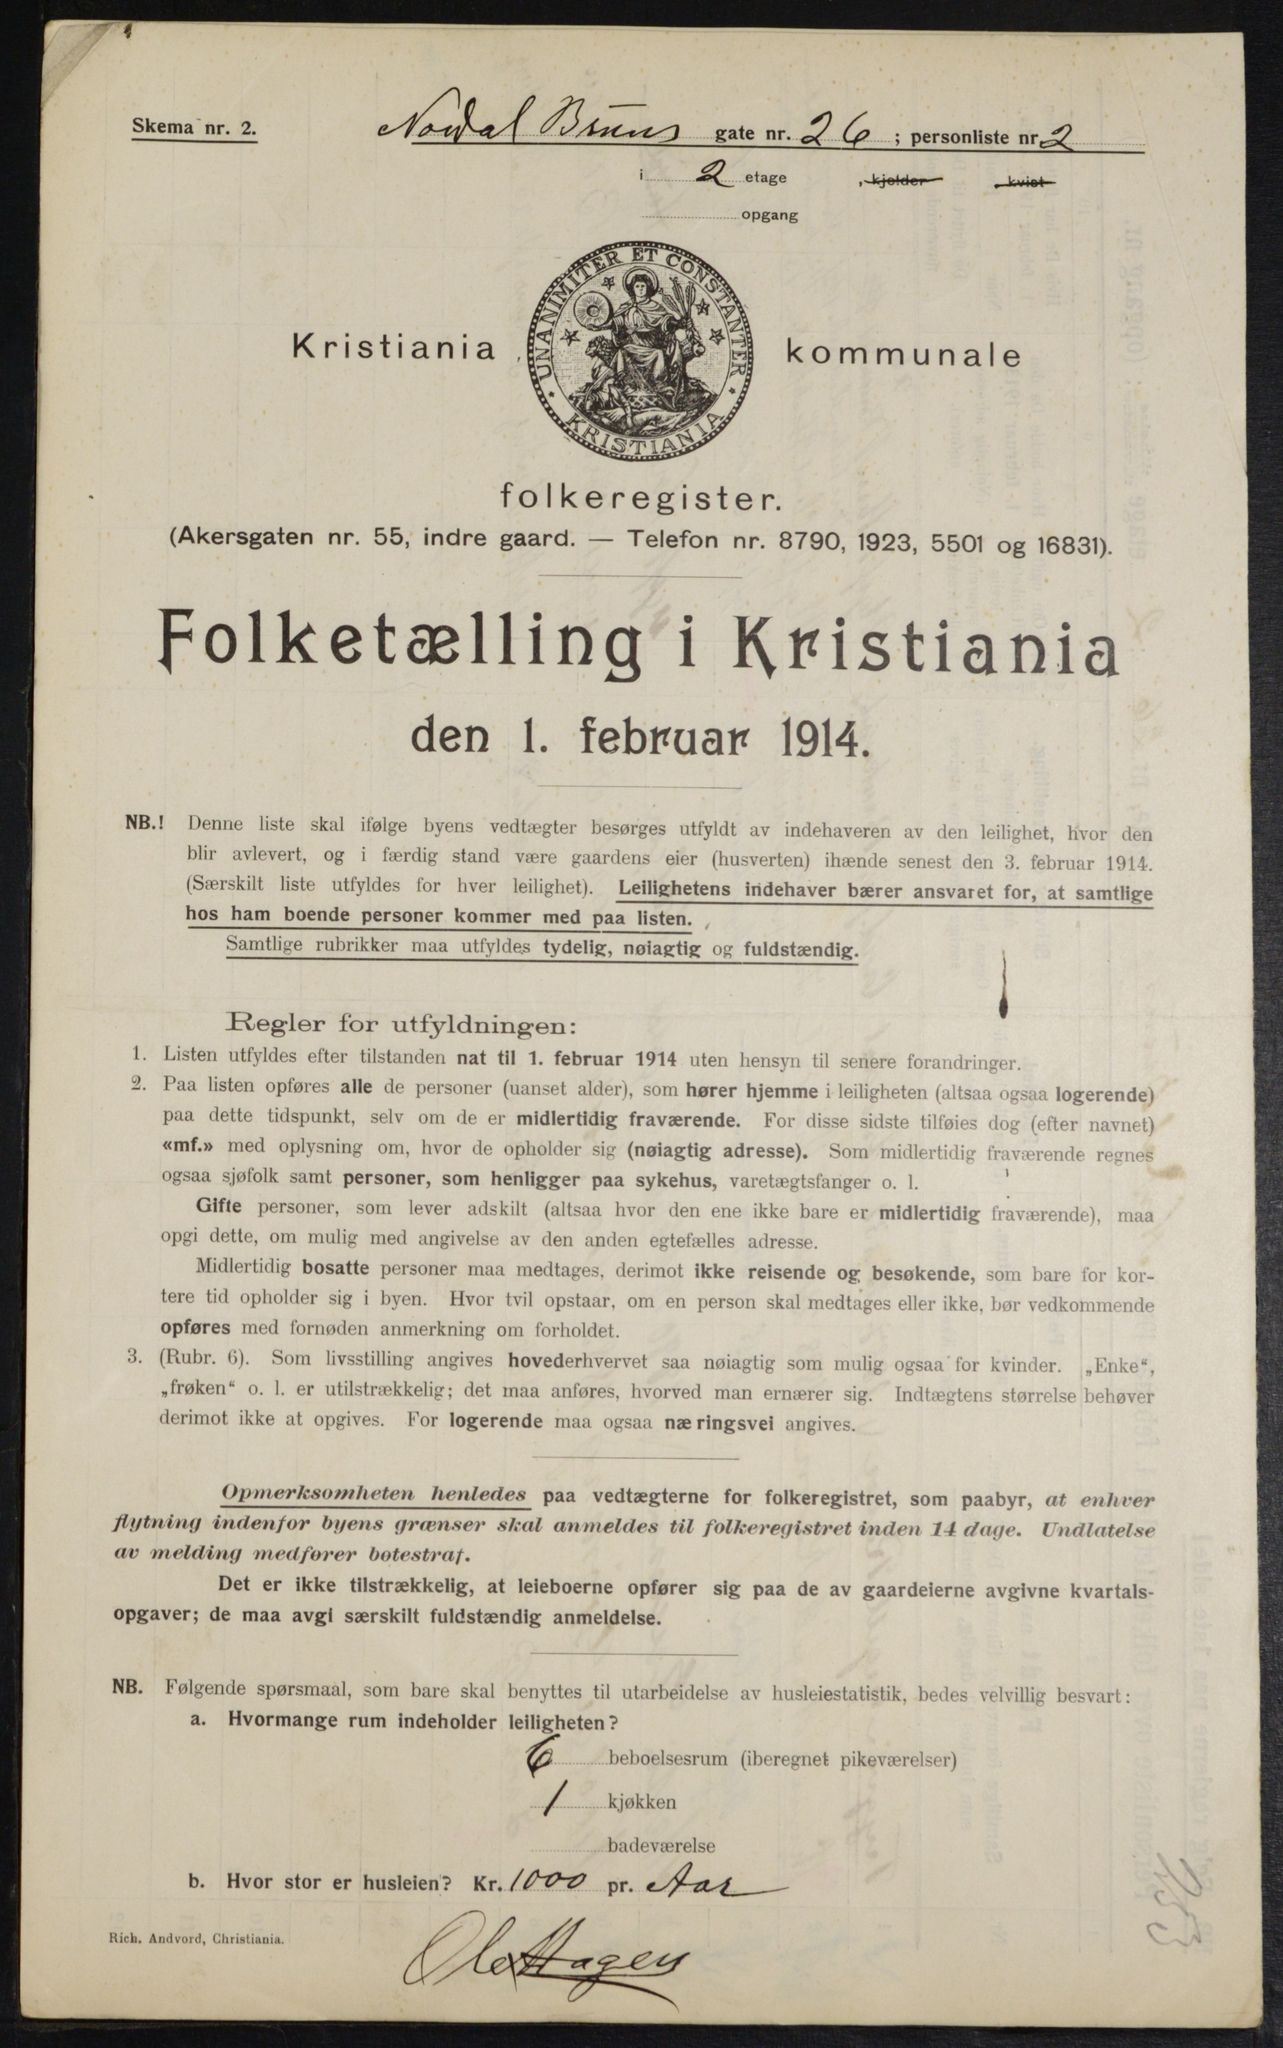 Skema nr. 2.
Nordal Bruns gate nr. 26 ; personliste nr. 2
i 2 etage , kjelder , kvist
opgang
UNANIMITER ET CONSTANTER
KRISTIANIA
Kristiania kommunale
folkeregister.
(Akersgaten nr. 55, indre gaard. — Telefon nr. 8790, 1923, 5501 og 16831).
Folketælling i Kristiania
den 1. februar 1914.
NB.! Denne liste skal ifølge byens vedtægter besørges utfyldt av indehaveren av den leilighet, hvor den
blir avlevert, og i færdig stand være gaardens eier (husverten) ihænde senest den 3. februar 1914.
(Særskilt liste utfyldes for hver leilighet). Leilighetens indehaver bærer ansvaret for, at samtlige
hos ham boende personer kommer med paa listen.
Samtlige rubrikker maa utfyldes tydelig, nøiagtig og fuldstændig.
Regler for utfyldningen:
1. Listen utfyldes efter tilstanden nat til 1. februar 1914 uten hensyn til senere forandringer.
2. Paa listen opføres alle de personer (uanset alder), som hører hjemme i leiligheten (altsaa ogsaa logerende)
paa dette tidspunkt, selv om de er midlertidig fraværende. For disse sidste tilføies dog (efter navnet)
«mf.» med oplysning om, hvor de opholder sig (nøiagtig adresse). Som midlertidig fraværende regnes
ogsaa sjøfolk samt personer, som henligger paa sykehus, varetægtsfanger o. l.
Gifte personer, som lever adskilt (altsaa hvor den ene ikke bare er midlertidig fraværende), maa
opgi dette, om mulig med angivelse av den anden egtefælles adresse.
Midlertidig bosatte personer maa medtages, derimot ikke reisende og besøkende, som bare for kor-
tere tid opholder sig i byen. Hvor tvil opstaar, om en person skal medtages eller ikke, bør vedkommende
opføres med fornøden anmerkning om forholdet.
3. (Rubr. 6). Som livsstilling angives hovederhvervet saa nøiagtig som mulig ogsaa for kvinder. „Enke“,
„frøken“ o. l. er utilstrækkelig; det maa anføres, hvorved man ernærer sig. Indtægtens størrelse behøver
derimot ikke at opgives. For logerende maa ogsaa næringsvei angives.
Opmerksomheten henledes paa vedtægterne for folkeregistret, som paabyr, at enhver
flytning indenfor byens grænser skal anmeldes til folkeregistret inden 14 dage. Undlatelse
av melding medfører bøtestraf.
Det er ikke tilstrækkelig, at leieboerne opfører sig paa de av gaardeierne avgivne kvartals-
opgaver; de maa avgi særskilt fuldstændig anmeldelse.
NB. Følgende spørsmaal, som bare skal benyttes til utarbeidelse av husleiestatistik, bedes velvillig besvart:
a. Hvormange rum indeholder leiligheten?
6 beboelsesrum (iberegnet pikeværelser)
1 kjøkken
badeværelse
b. Hvor stor er husleien? Kr. 1000 pr. Aar
Rich. Andvord, Christiania.
Ole Hagen